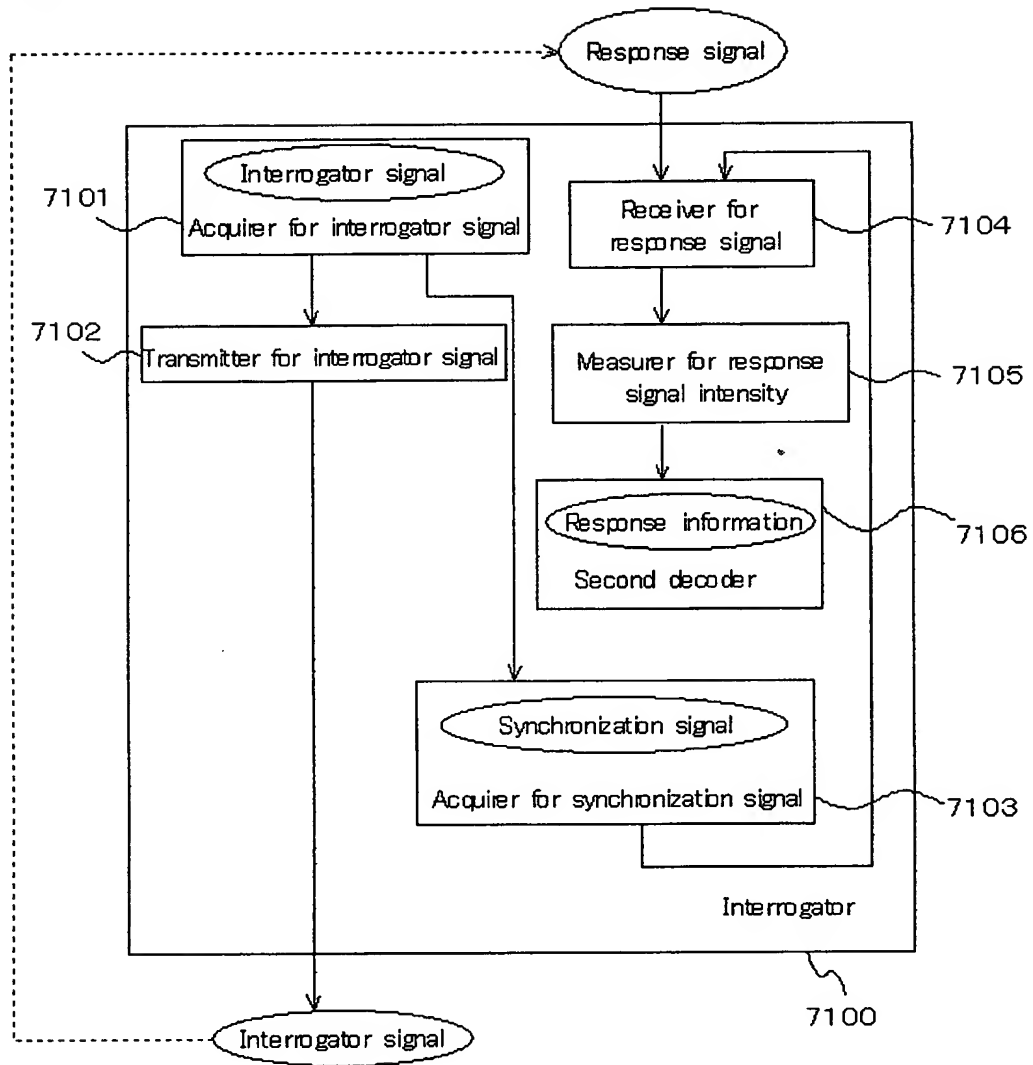 Response signal
Interrogator signal
7101
Acquirer for interrogator signal
Receiver for
response signal
7104
7102
Transmitter for interrogator signal
Measurer for response
signal intensity
7105
Response information
7106
Second decoder
Synchronization signal
Acquirer for synchronization signal
7103
Interrogator
7100
Interrogator signal